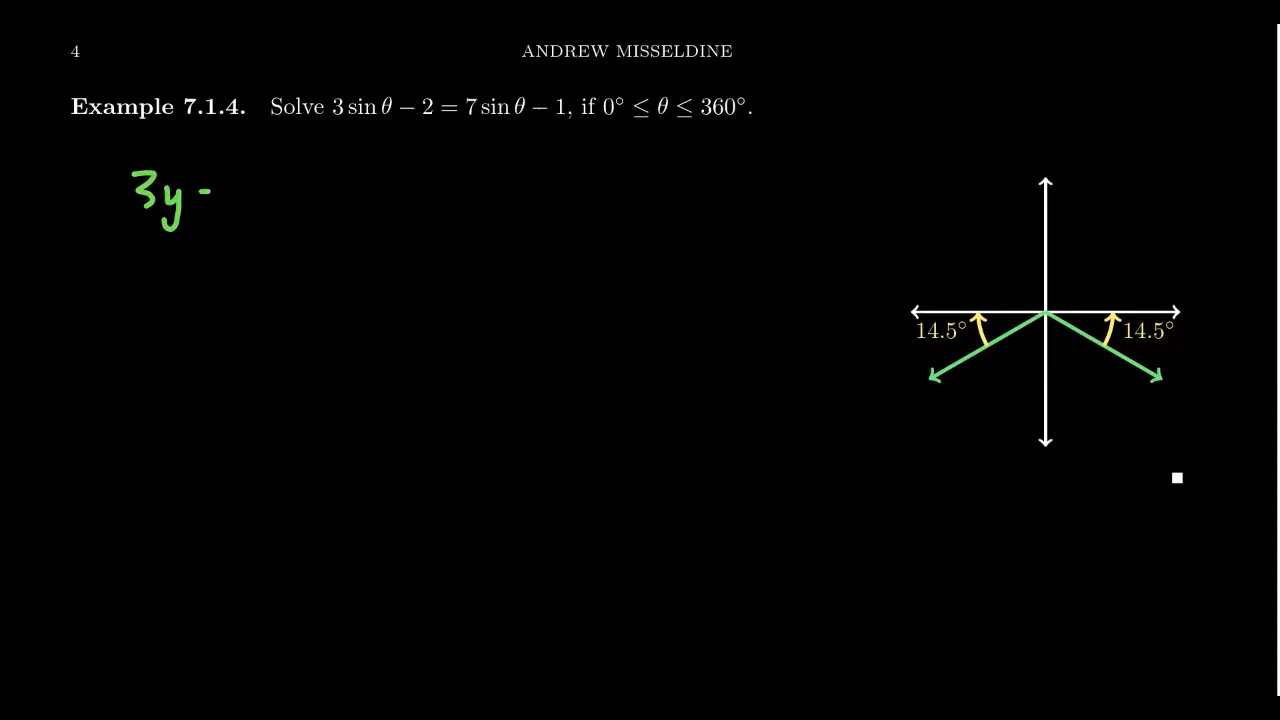 4 ANDREW MISSELDINE
Example 7.1.4. Solve 3 sin θ − 2 = 7 sin θ − 1, if 0° ≤ θ ≤ 360°.
3y -
14.5° 14.5°